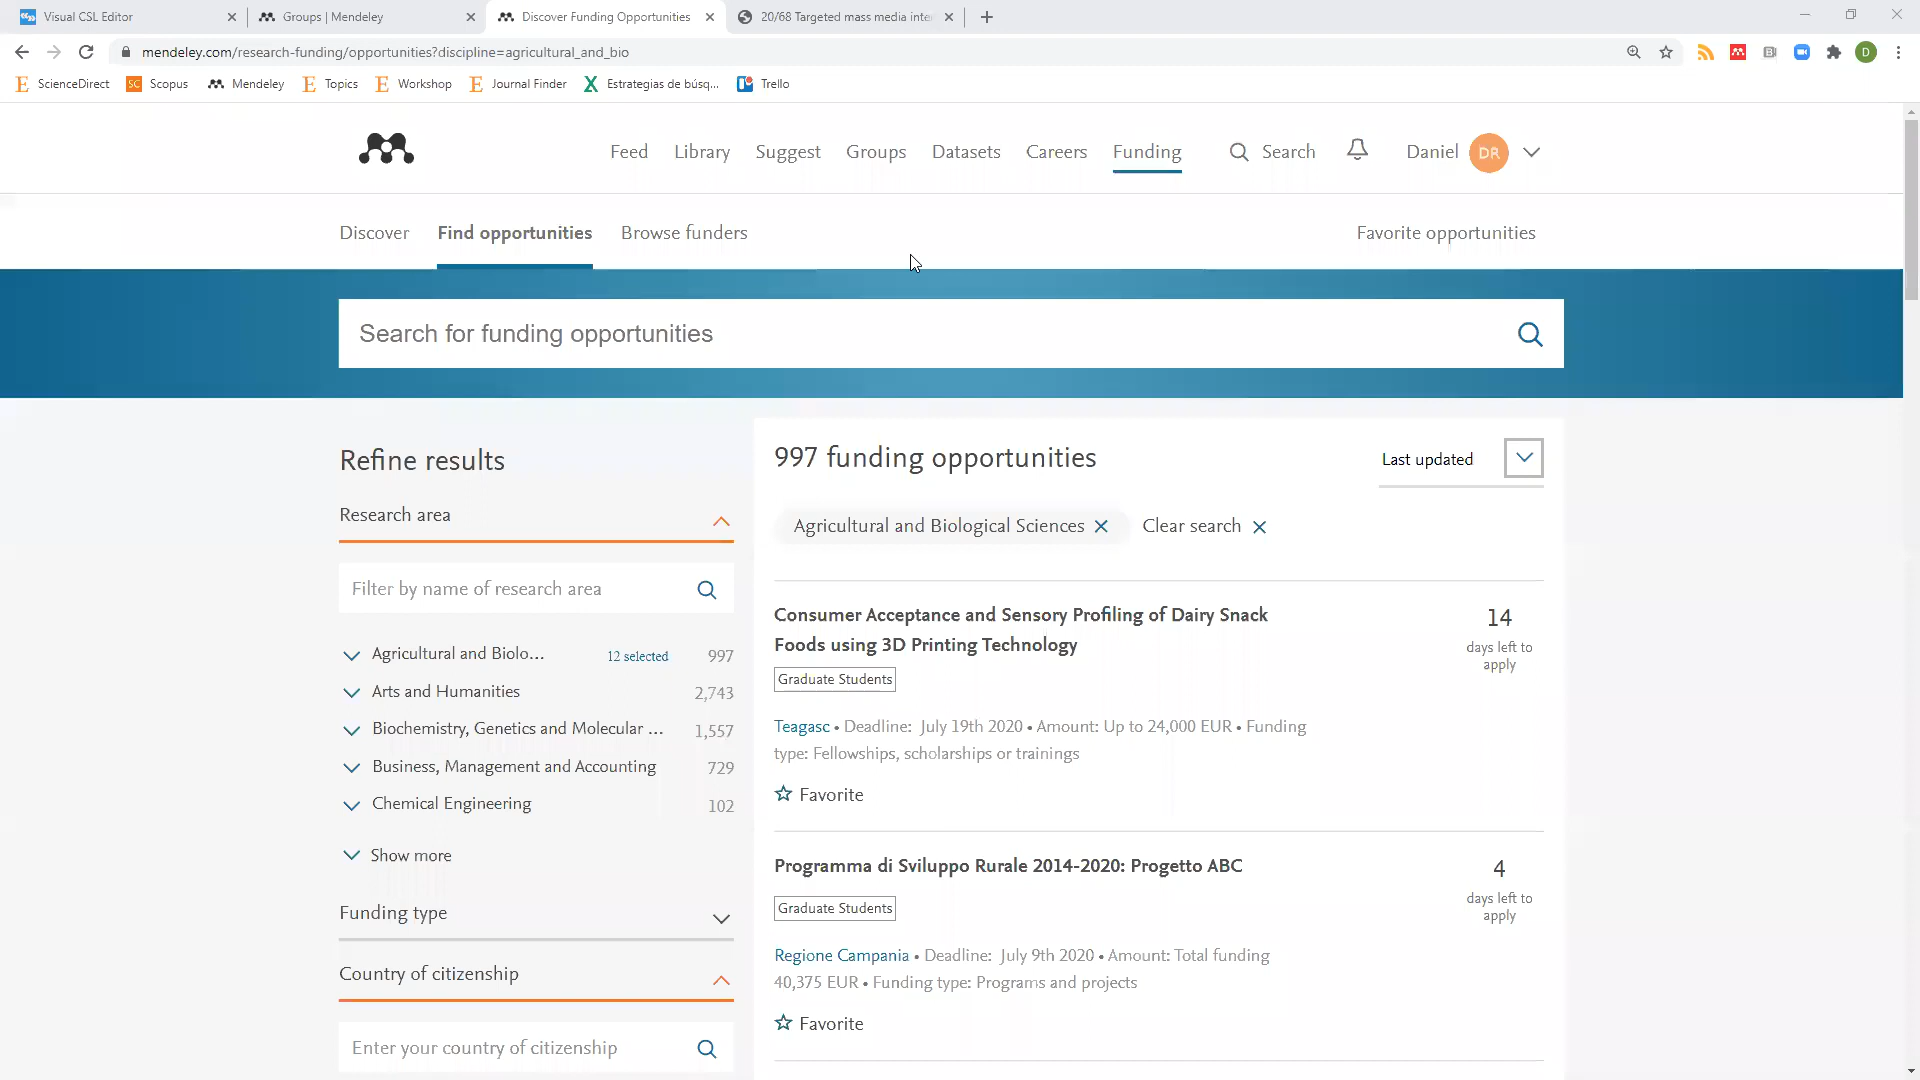 Visual CSL Editor
Groups | Mendeley
Discover Funding Opportunities
20/68 Targeted mass media inte
mendeley.com/research-funding/opportunities?discipline=agricultural_and_bio
D
E ScienceDirect
SC Scopus
Mendeley
E Topics
E Workshop
E Journal Finder
X Estrategias de búsq...
Trello
Feed
Library
Suggest
Groups
Datasets
Careers
Funding
Search
Daniel
DR
Discover
Find opportunities
Browse funders
Favorite opportunities
Search for funding opportunities
Refine results
Research area
Filter by name of research area
Agricultural and Biolo... 12 selected 997
Arts and Humanities 2,743
Biochemistry, Genetics and Molecular ... 1,557
Business, Management and Accounting 729
Chemical Engineering 102
Show more
Funding type
Country of citizenship
Enter your country of citizenship
997 funding opportunities
Last updated
Agricultural and Biological Sciences
Clear search
Consumer Acceptance and Sensory Profiling of Dairy Snack
Foods using 3D Printing Technology
Graduate Students
14
days left to
apply
Teagasc • Deadline: July 19th 2020 • Amount: Up to 24,000 EUR • Funding
type: Fellowships, scholarships or trainings
Favorite
Programma di Sviluppo Rurale 2014-2020: Progetto ABC
Graduate Students
4
days left to
apply
Regione Campania • Deadline: July 9th 2020 • Amount: Total funding
40,375 EUR • Funding type: Programs and projects
Favorite